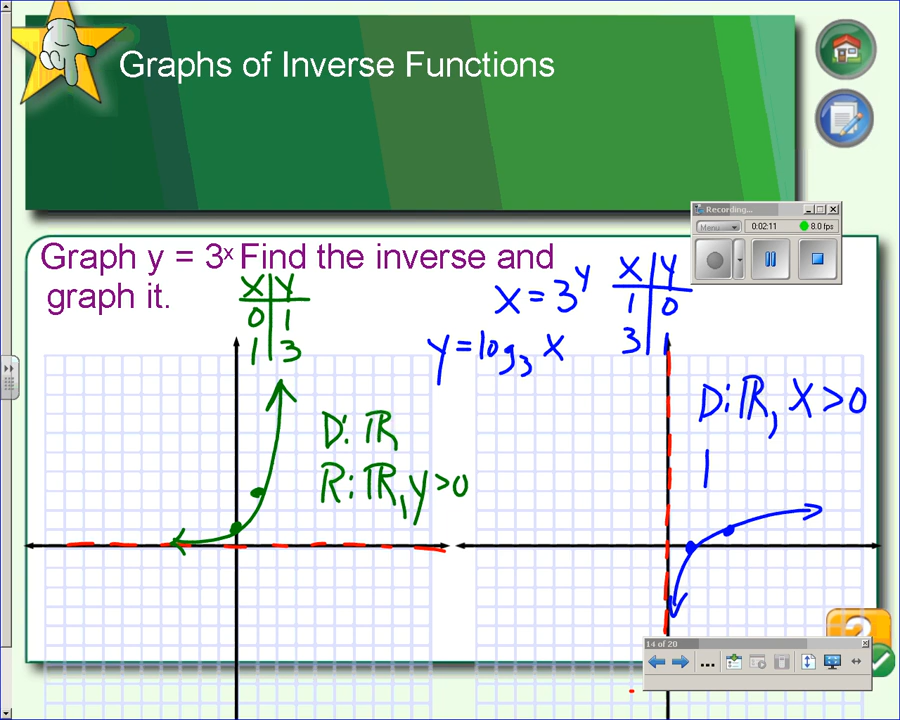 Graphs of Inverse Functions
Recording...
Menu
0:02:11
8.0 fps
Graph y = 3ˣ Find the inverse and
graph it.
X Y
0 1
1 3
x = 3^y
y = log₃ x
X Y
1 0
3 1
D: ℝ
R: ℝ, y>0
D: ℝ, X>0
14 of 20
?